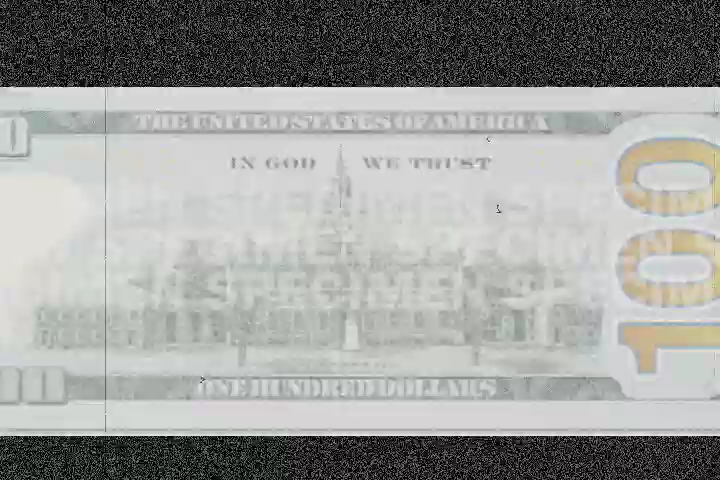 THE UNITED STATES OF AMERICA
IN GOD WE TRUST
100
SPECIMEN
ONE HUNDRED DOLLARS